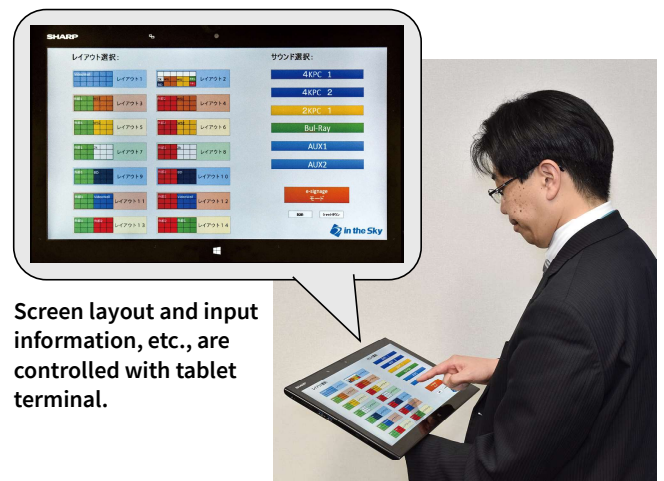 SHARP
レイアウト選択:
サウンド選択:
レイアウト1
レイアウト2
レイアウト3
レイアウト4
レイアウト5
レイアウト6
レイアウト7
レイアウト8
レイアウト9
レイアウト10
レイアウト11
レイアウト12
レイアウト13
レイアウト14
4KPC 1
4KPC 2
2KPC 1
Bul-Ray
AUX1
AUX2
e-signage
モード
in the Sky
Screen layout and input
information, etc., are
controlled with tablet
terminal.
SHARP